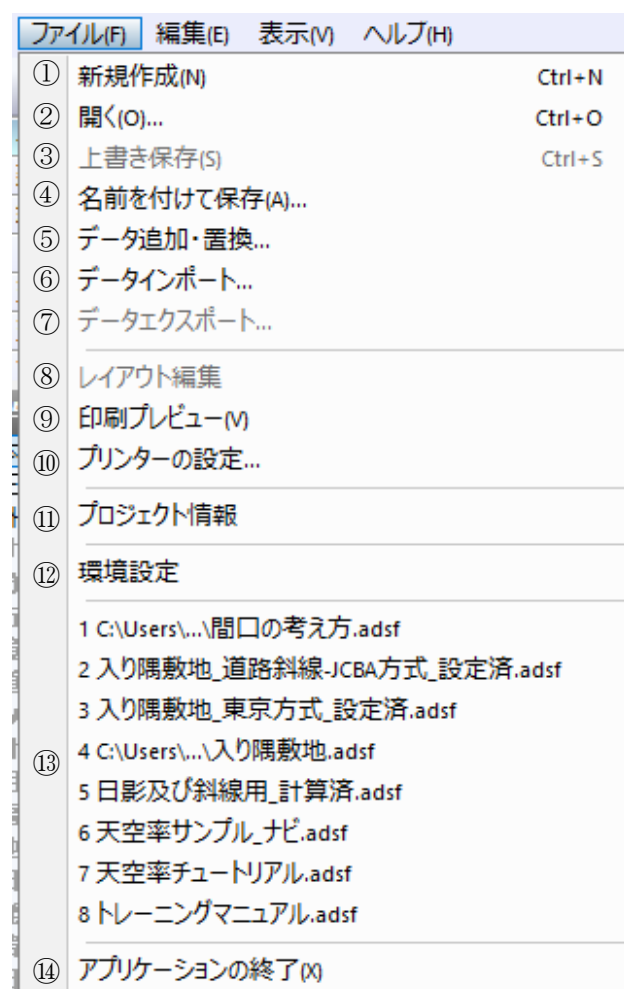 ファイル(F) 編集(E) 表示(V) ヘルプ(H)
① 新規作成(N) Ctrl+N
② 開く(O)... Ctrl+O
③ 上書き保存(S) Ctrl+S
④ 名前を付けて保存(A)...
⑤ データ追加・置換...
⑥ データインポート...
⑦ データエクスポート...
⑧ レイアウト編集
⑨ 印刷プレビュー(V)
⑩ プリンターの設定...
⑪ プロジェクト情報
⑫ 環境設定
1 C:\Users\...\間口の考え方.adsf
2 入り隅敷地_道路斜線-JCBA方式_設定済.adsf
3 入り隅敷地_東京方式_設定済.adsf
⑬ 4 C:\Users\...\入り隅敷地.adsf
5 日影及び斜線用_計算済.adsf
6 天空率サンプル_ナビ.adsf
7 天空率チュートリアル.adsf
8 トレーニングマニュアル.adsf
⑭ アプリケーションの終了(X)